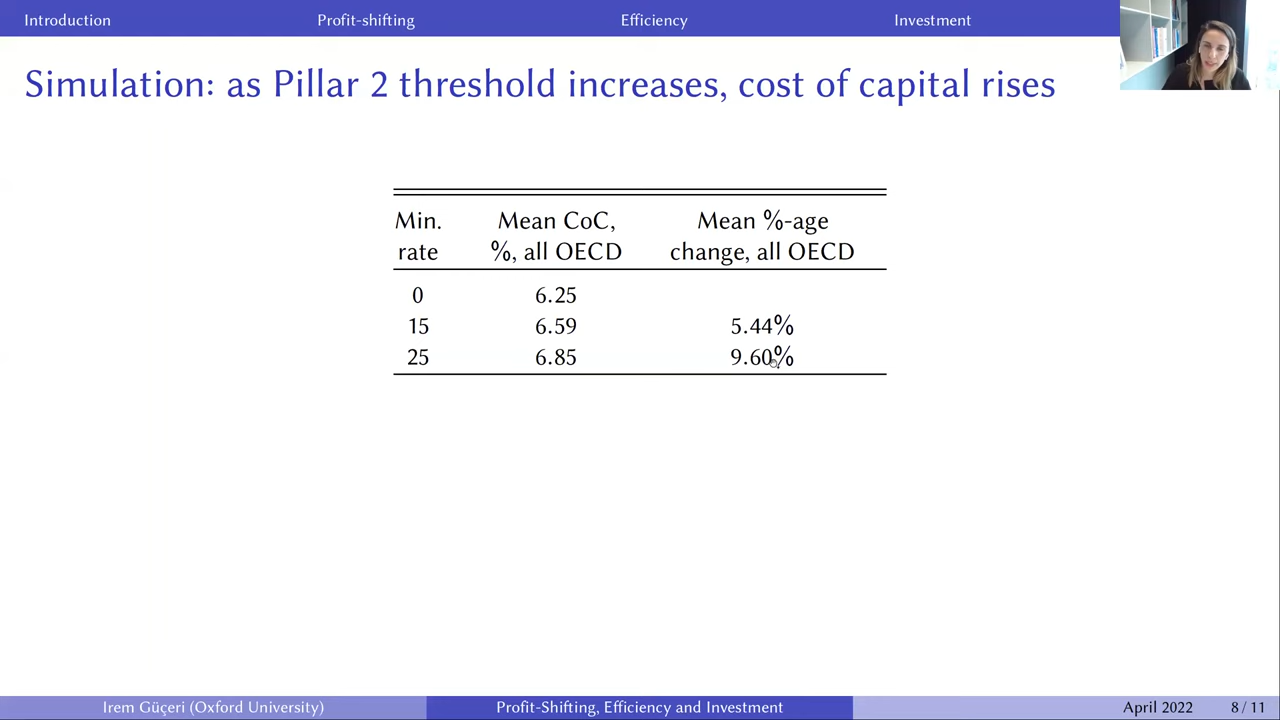 Introduction Profit-shifting Efficiency Investment
Simulation: as Pillar 2 threshold increases, cost of capital rises
Min. Mean CoC, Mean %-age
rate %, all OECD change, all OECD
0 6.25
15 6.59 5.44%
25 6.85 9.60%
Irem Güçeri (Oxford University) Profit-Shifting, Efficiency and Investment April 2022 8 / 11